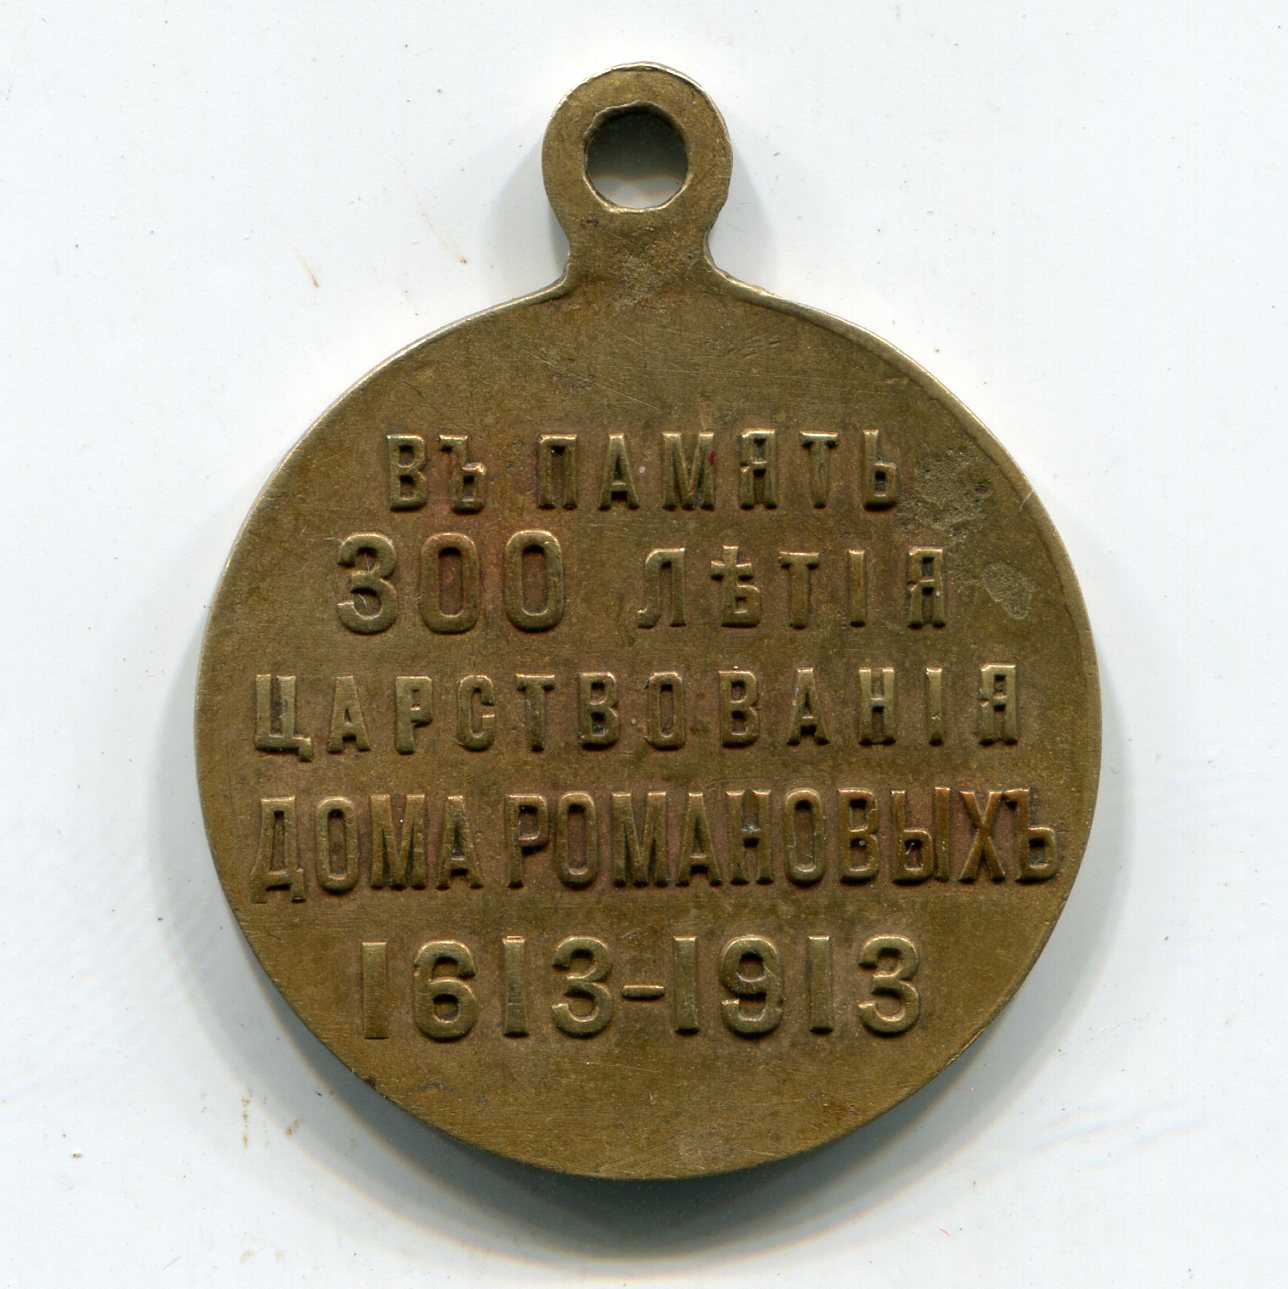 ВЪ ПАМЯТЬ
300 ЛѢТІЯ
ЦАРСТВОВАНІЯ
ДОМА РОМАНОВЫХЪ
1613-1913